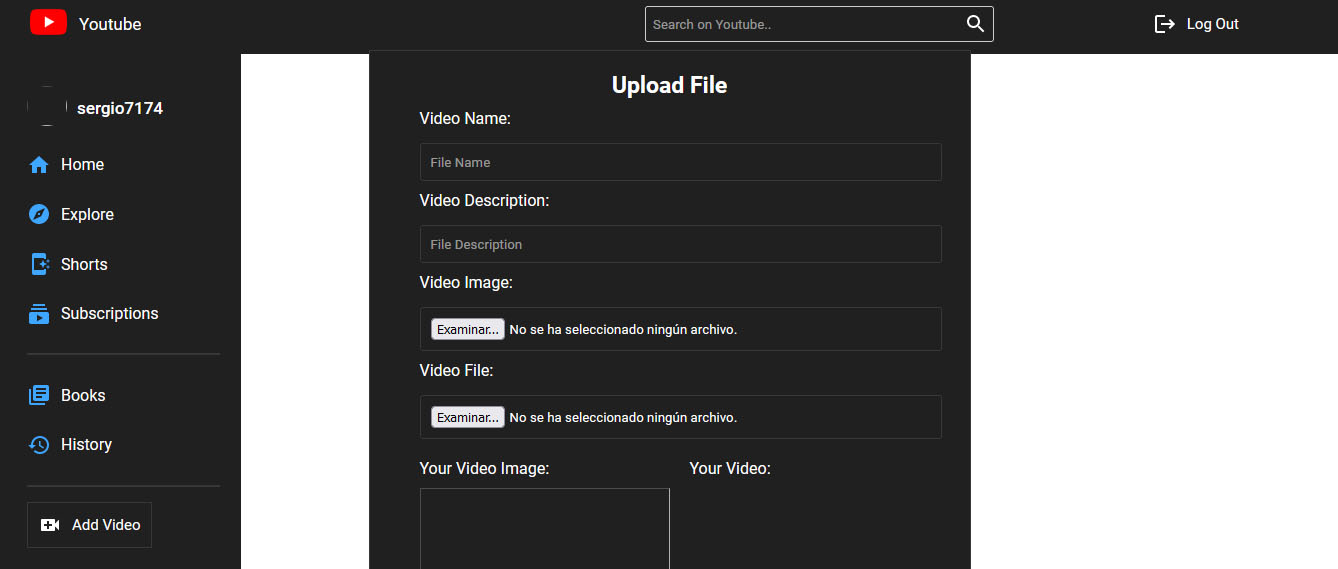 Youtube
Search on Youtube..
Log Out
sergio7174
Home
Explore
Shorts
Subscriptions
Books
History
Add Video
Upload File
Video Name:
File Name
Video Description:
File Description
Video Image:
Examinar... No se ha seleccionado ningún archivo.
Video File:
Examinar... No se ha seleccionado ningún archivo.
Your Video Image: Your Video: